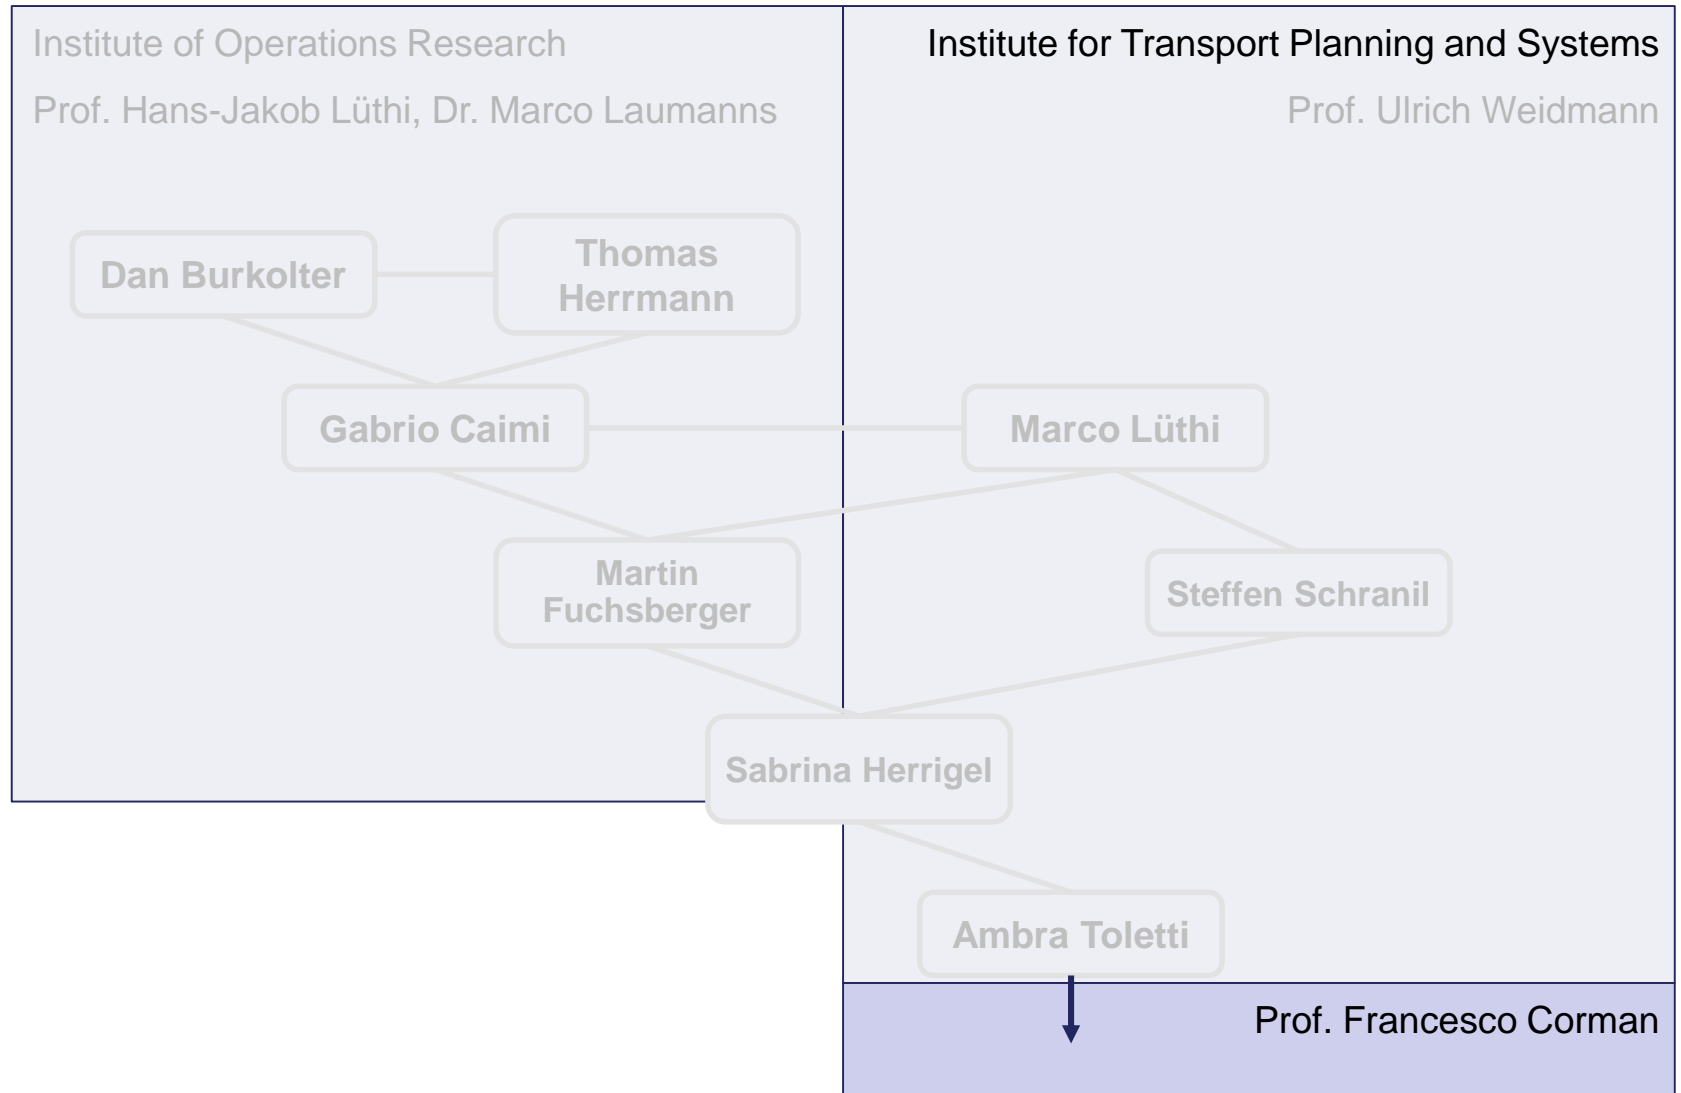 Institute of Operations Research
Prof. Hans-Jakob Lüthi, Dr. Marco Laumanns
Institute for Transport Planning and Systems
Prof. Ulrich Weidmann
Dan Burkolter
Thomas
Herrmann
Gabrio Caimi
Marco Lüthi
Martin
Fuchsberger
Steffen Schranil
Sabrina Herrigel
Ambra Toletti
Prof. Francesco Corman